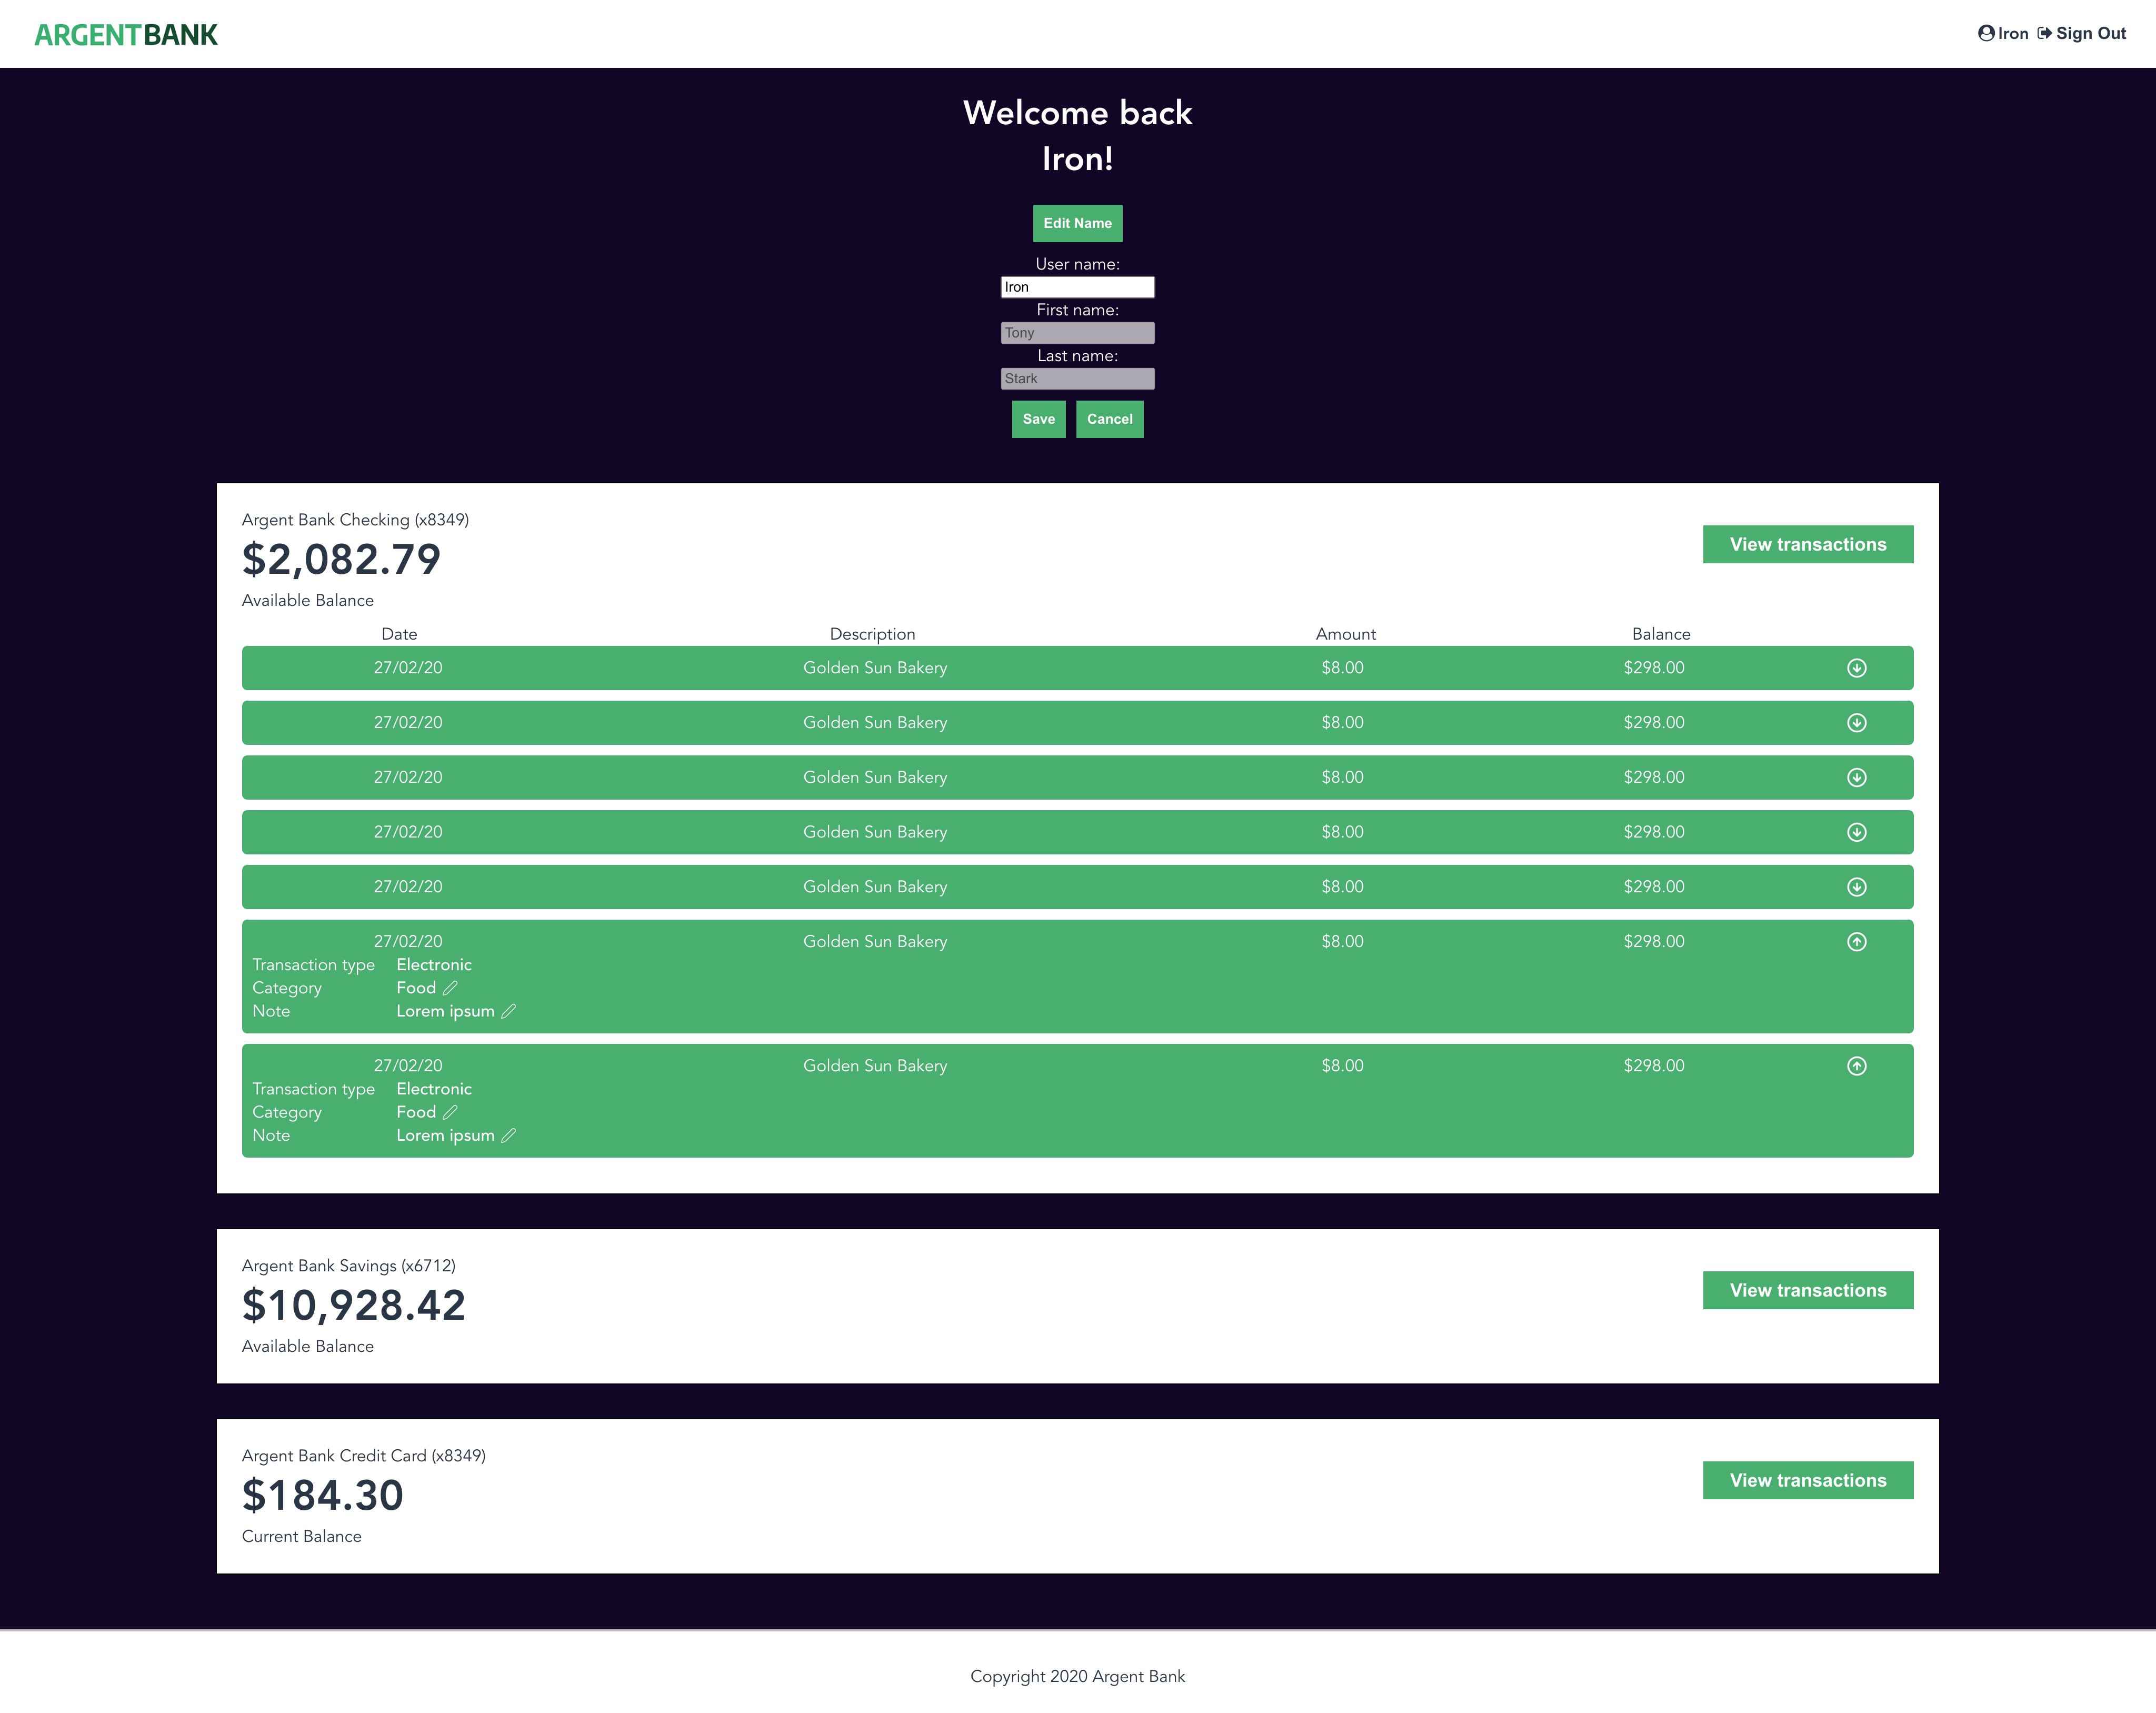 ARGENTBANK
Iron Sign Out
Welcome back
Iron!
Edit Name
User name:
Iron
First name:
Tony
Last name:
Stark
Save Cancel
Argent Bank Checking (x8349)
$2,082.79
Available Balance
View transactions
Date Description Amount Balance
27/02/20 Golden Sun Bakery $8.00 $298.00
27/02/20 Golden Sun Bakery $8.00 $298.00
27/02/20 Golden Sun Bakery $8.00 $298.00
27/02/20 Golden Sun Bakery $8.00 $298.00
27/02/20 Golden Sun Bakery $8.00 $298.00
27/02/20 Golden Sun Bakery $8.00 $298.00
Transaction type Electronic
Category Food
Note Lorem ipsum
27/02/20 Golden Sun Bakery $8.00 $298.00
Transaction type Electronic
Category Food
Note Lorem ipsum
Argent Bank Savings (x6712)
$10,928.42
Available Balance
View transactions
Argent Bank Credit Card (x8349)
$184.30
Current Balance
View transactions
Copyright 2020 Argent Bank